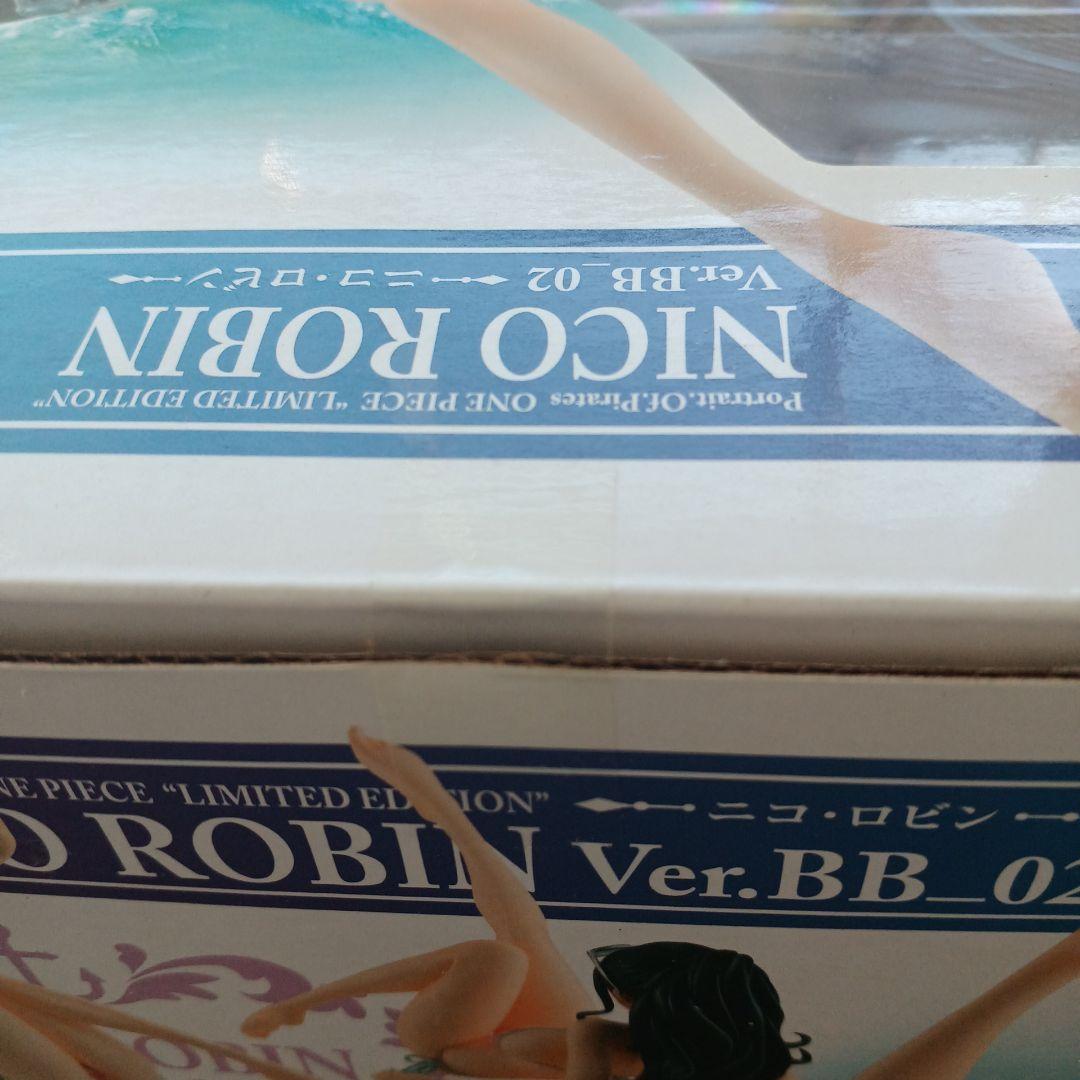 Portrait.Of.Pirates ONE PIECE "LIMITED EDITION"
NICO ROBIN
Ver.BB_02 ニコ・ロビン
NE PIECE “LIMITED EDITION” ニコ・ロビン
O ROBIN Ver.BB_02
OBIN